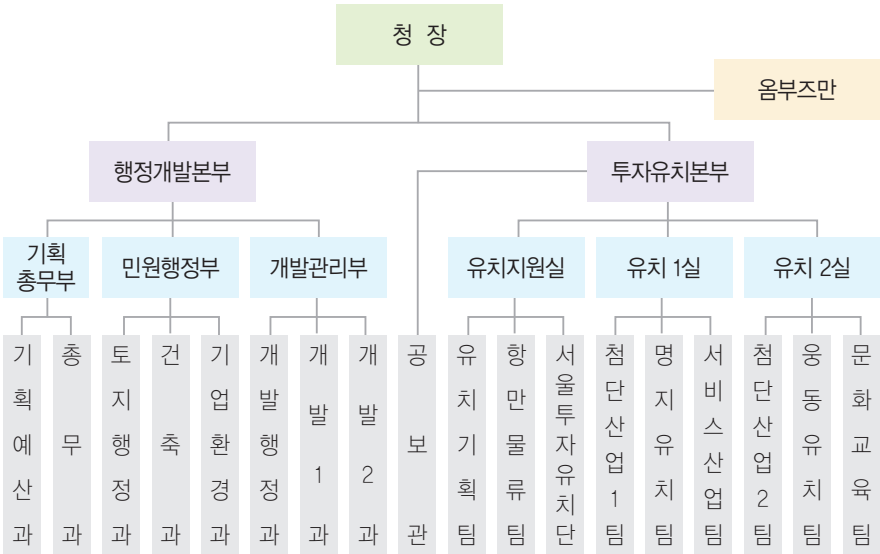 청 장
옴부즈만
행정개발본부
투자유치본부
기획
총무부
민원행정부
개발관리부
유치지원실
유치 1실
유치 2실
기획예산과
총무과
토지행정과
건축과
기업환경과
개발행정과
개발1과
개발2과
공보관
유치기획팀
항만물류팀
서울투자유치단
첨단산업1팀
명지유치팀
서비스산업팀
첨단산업2팀
웅동유치팀
문화교육팀